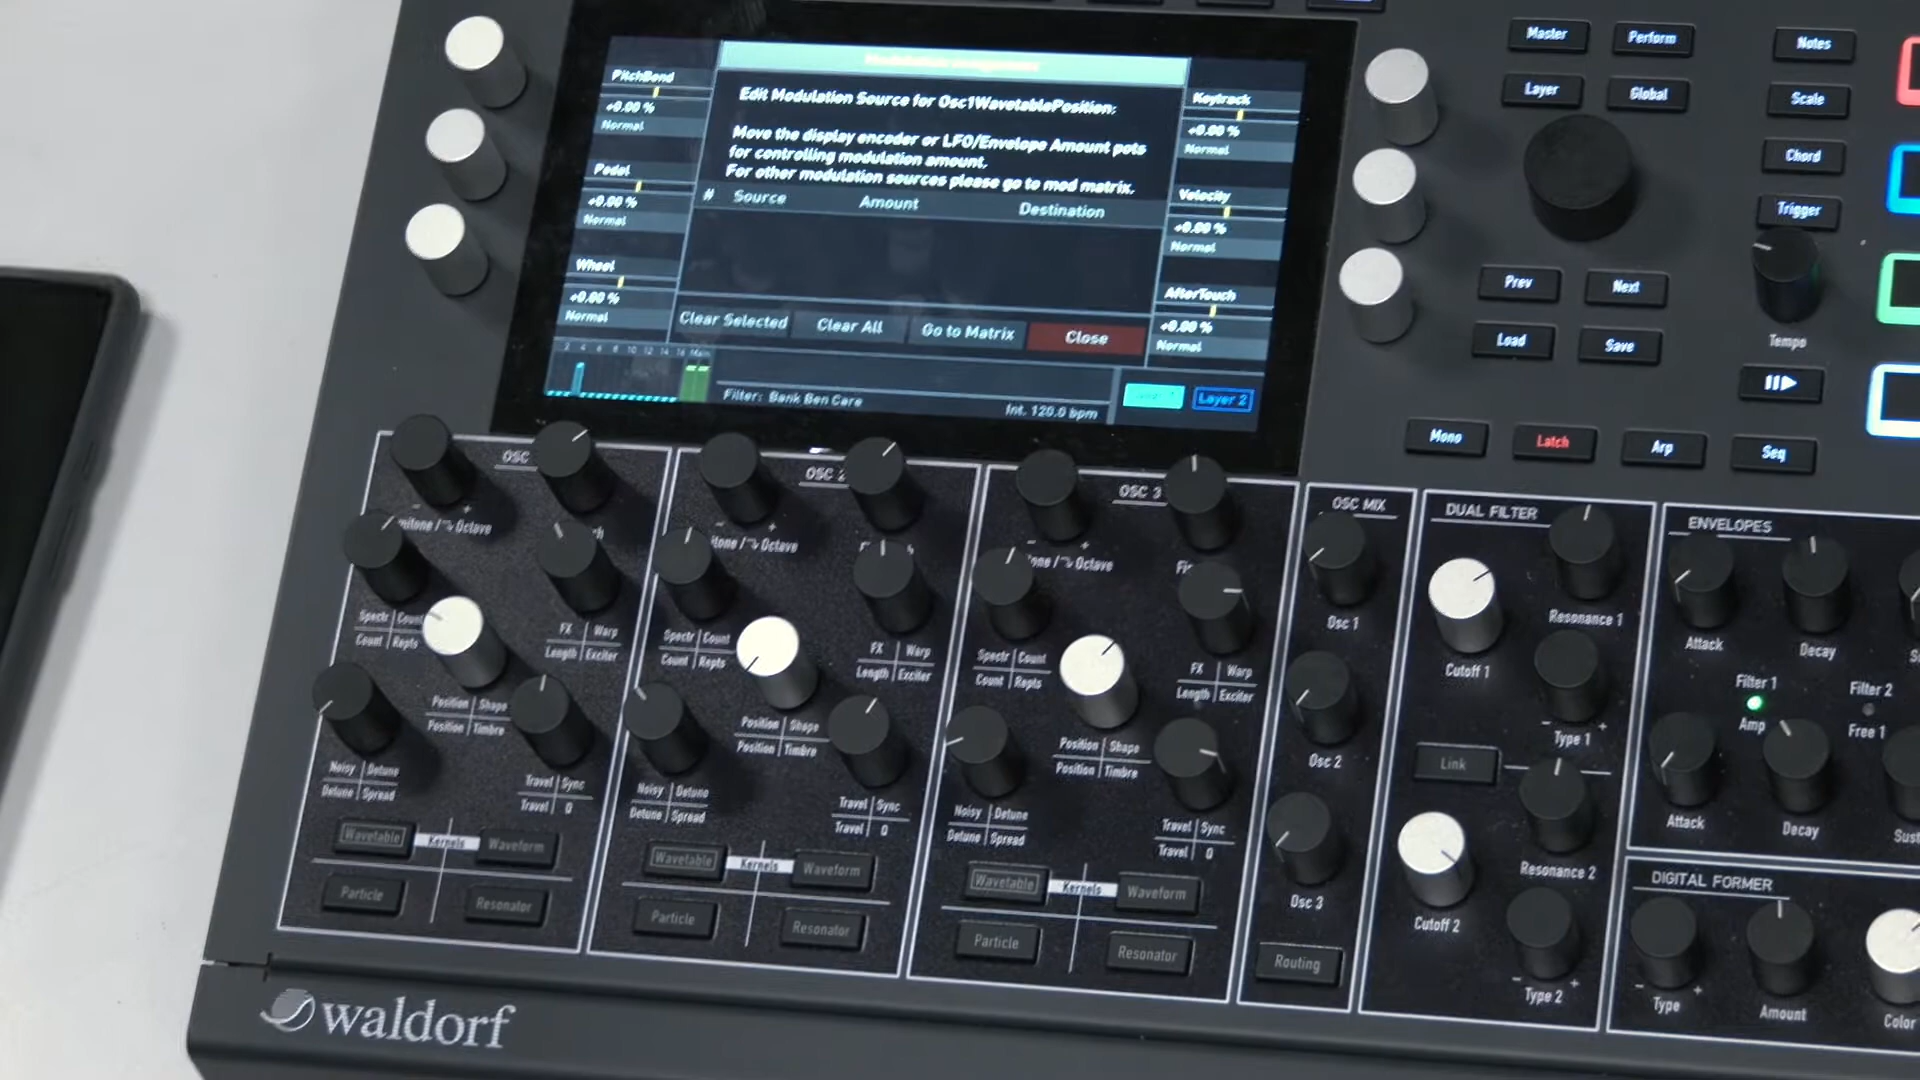 PitchBend
+0.00 %
Normal
Pedal
+0.00 %
Normal
Wheel
+0.00 %
Normal
Edit Modulation Source for Osc1WavetablePosition:
Move the display encoder or LFO/Envelope Amount pots
for controlling modulation amount.
For other modulation sources please go to mod matrix.
# Source Amount Destination
Clear Selected Clear All Go to Matrix Close
Keytrack
+0.00 %
Normal
Velocity
+0.00 %
Normal
AfterTouch
+0.00 %
Normal
2 4 6 8 10 12 14 16 Main
Filter: Bank Ben Care
Int. 120.0 bpm
Layer 2
Master Perform
Layer Global
Prev Next
Load Save
Notes
Scale
Chord
Trigger
Tempo
Mono Latch Arp Seq
OSC
Octave
Spectr Count
Count Repts
FX Warp
Length Exciter
Position Shape
Position Timbre
Noisy Detune
Detune Spread
Travel Sync
Travel Q
Wavetable Kernels Waveform
Particle Resonator
OSC 2
Octave
Spectr Count
Count Repts
FX Warp
Length Exciter
Position Shape
Position Timbre
Noisy Detune
Detune Spread
Travel Sync
Travel Q
Wavetable Kernels Waveform
Particle Resonator
OSC 3
Octave
Spectr Count
Count Repts
FX Warp
Length Exciter
Position Shape
Position Timbre
Noisy Detune
Detune Spread
Travel Sync
Travel Q
Wavetable Kernels Waveform
Particle Resonator
OSC MIX
Osc 1
Osc 2
Osc 3
Routing
DUAL FILTER
Resonance 1
Cutoff 1
Type 1
Link
Resonance 2
Cutoff 2
Type 2
ENVELOPES
Attack Decay
Filter 1 Filter 2
Amp Free 1
Attack Decay
DIGITAL FORMER
Type Amount Color
waldorf